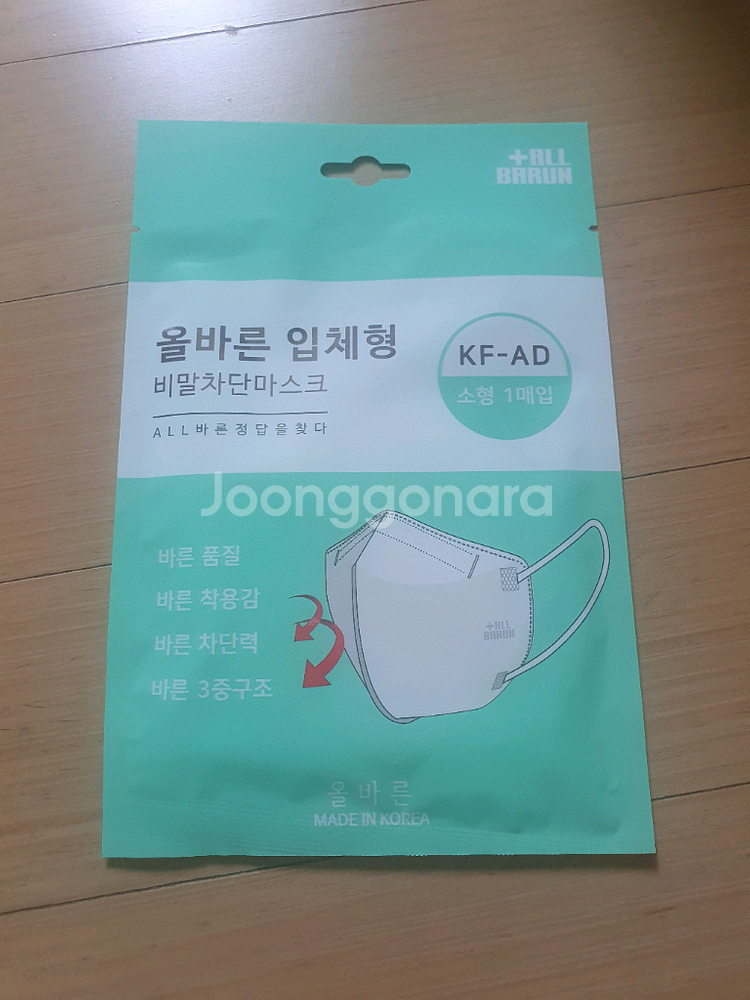 +ALL
BARUN
올바른 입체형
비말차단마스크
ALL바른정답을찾다
KF-AD
소형 1매입
Joonggonara
바른 품질
바른 착용감
바른 차단력
바른 3중구조
+ALL
BARUN
올바른
MADE IN KOREA